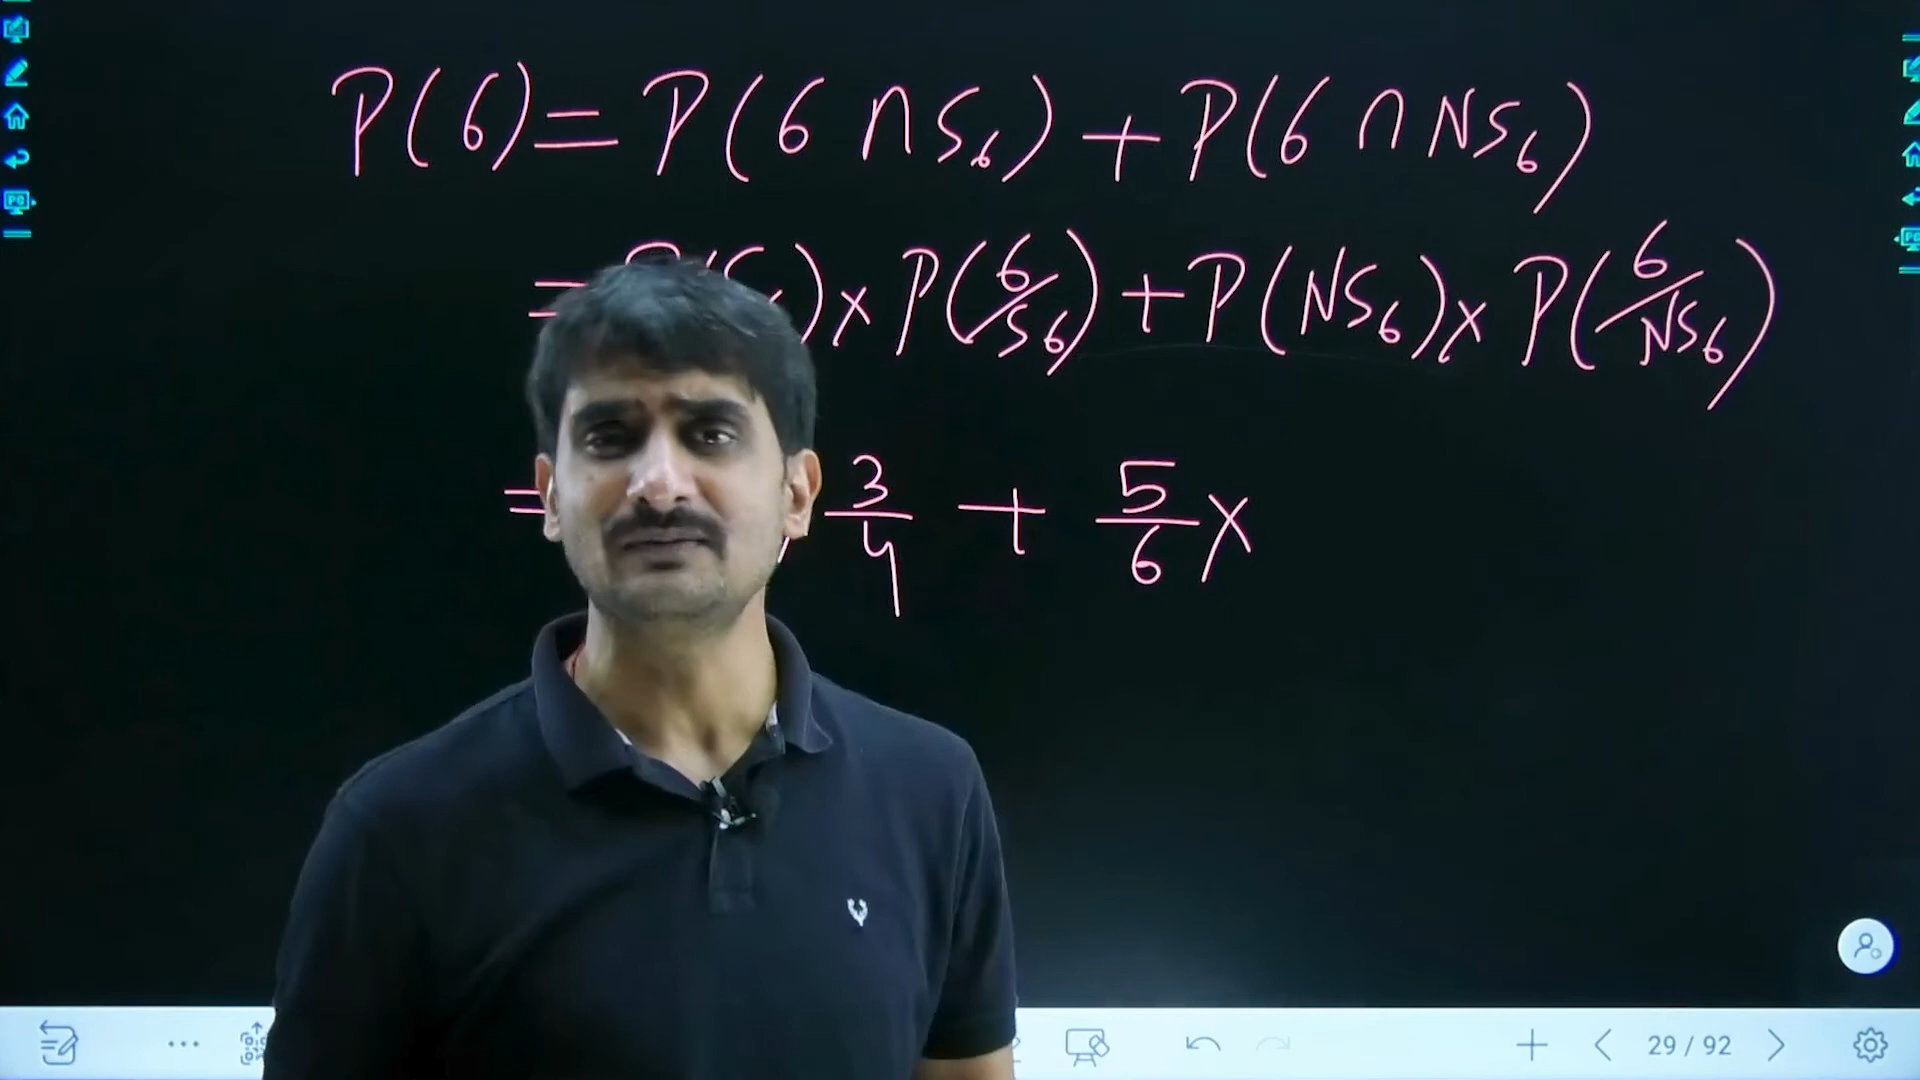 P(6) = P(6 ∩ S₆) + P(6 ∩ NS₆)
= ) x P(6/S₆) + P(NS₆) x P(6/NS₆)
= 3/4 + 5/6 x
29 / 92